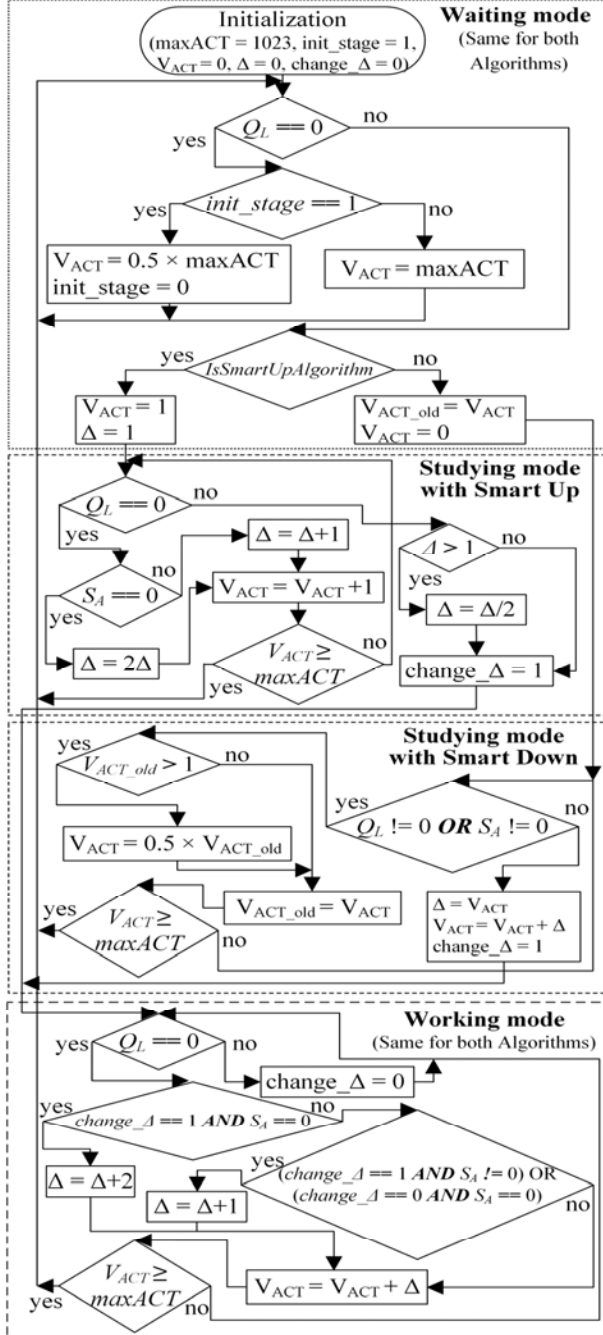 Initialization
(maxACT = 1023, init_stage = 1,
V_ACT = 0, Δ = 0, change_Δ = 0)
Waiting mode
(Same for both
Algorithms)
Q_L == 0
yes
no
init_stage == 1
yes
no
V_ACT = 0.5 × maxACT
init_stage = 0
V_ACT = maxACT
yes
IsSmartUpAlgorithm
no
V_ACT = 1
Δ = 1
V_ACT_old = V_ACT
V_ACT = 0
Studying mode
with Smart Up
Q_L == 0
no
yes
Δ = Δ+1
Δ > 1
no
yes
S_A == 0
no
yes
V_ACT = V_ACT +1
Δ = Δ/2
Δ = 2Δ
V_ACT ≥
maxACT
no
yes
change_Δ = 1
Studying mode
with Smart Down
yes
V_ACT_old > 1
no
yes
Q_L != 0 OR S_A != 0
no
V_ACT = 0.5 × V_ACT_old
V_ACT_old = V_ACT
Δ = V_ACT
V_ACT = V_ACT + Δ
change_Δ = 1
yes
V_ACT ≥
maxACT
no
Working mode
(Same for both Algorithms)
Q_L == 0
yes
no
change_Δ = 0
yes
change_Δ == 1 AND S_A == 0
no
Δ = Δ+2
yes
(change_Δ == 1 AND S_A != 0) OR
(change_Δ == 0 AND S_A == 0)
no
Δ = Δ+1
V_ACT ≥
maxACT
yes
no
V_ACT = V_ACT + Δ